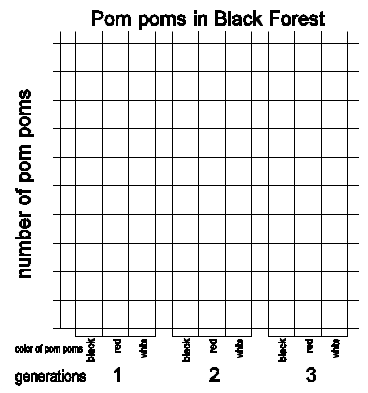 Pom poms in Black Forest
number of pom poms
color of pom poms black red white black red white black red white
generations 1 2 3